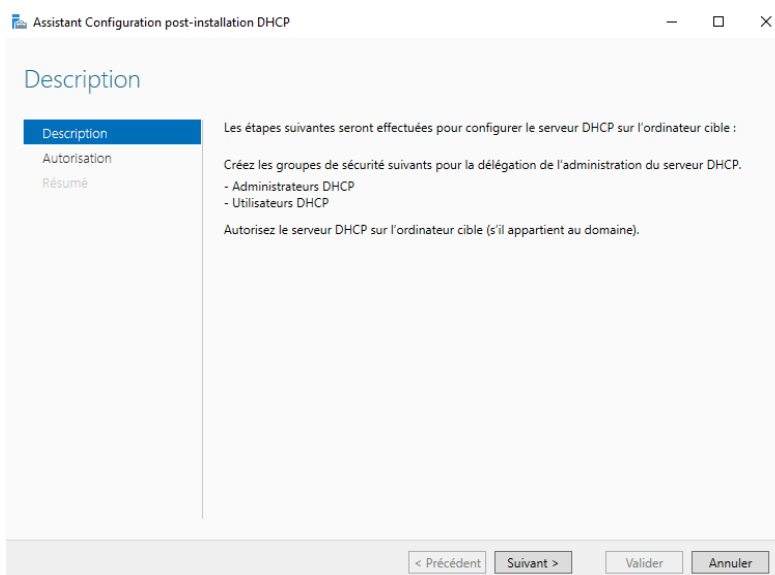 Assistant Configuration post-installation DHCP
Description
Description
Autorisation
Résumé
Les étapes suivantes seront effectuées pour configurer le serveur DHCP sur l'ordinateur cible :
Créez les groupes de sécurité suivants pour la délégation de l'administration du serveur DHCP.
- Administrateurs DHCP
- Utilisateurs DHCP
Autorisez le serveur DHCP sur l'ordinateur cible (s'il appartient au domaine).
< Précédent
Suivant >
Valider
Annuler